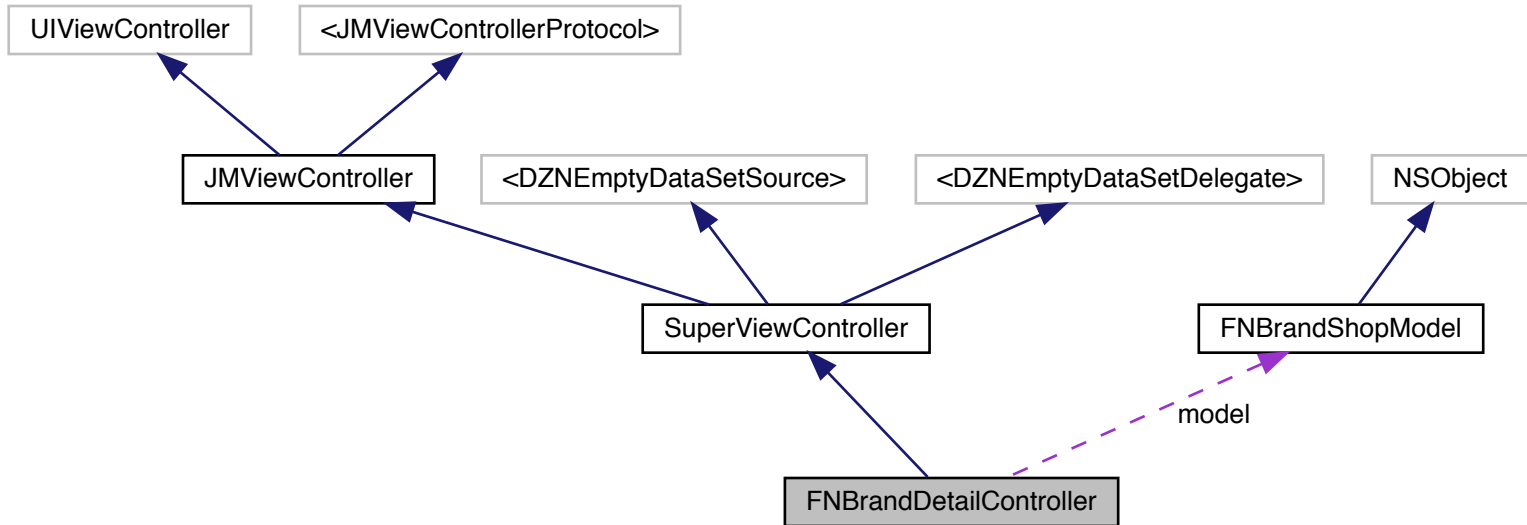 UIViewController
<JMViewControllerProtocol>
JMViewController
<DZNEmptyDataSetSource>
<DZNEmptyDataSetDelegate>
NSObject
SuperViewController
FNBrandShopModel
model
FNBrandDetailController